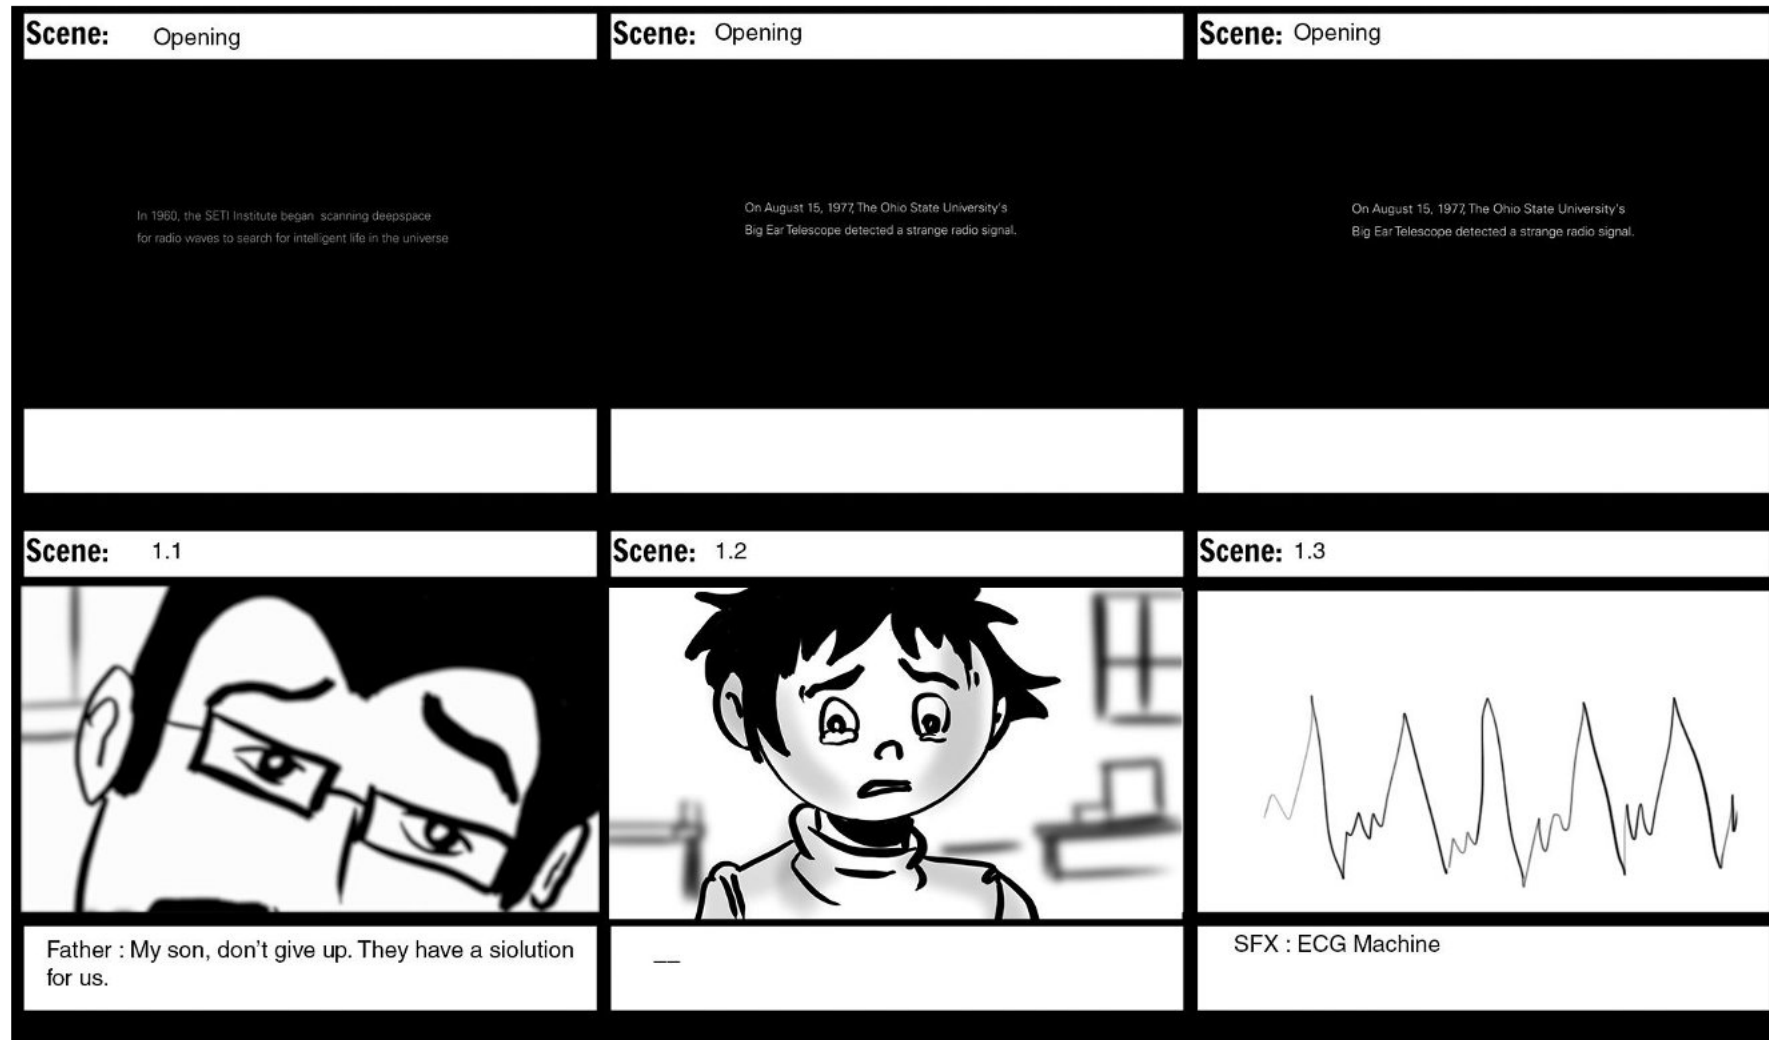 Scene: Opening
Scene: Opening
Scene: Opening
In 1960, the SETI Institute began scanning deepspace
for radio waves to search for intelligent life in the universe
On August 15, 1977, The Ohio State University's
Big Ear Telescope detected a strange radio signal.
On August 15, 1977, The Ohio State University's
Big Ear Telescope detected a strange radio signal.
Scene: 1.1
Scene: 1.2
Scene: 1.3
Father : My son, don't give up. They have a siolution
for us.
__
SFX : ECG Machine